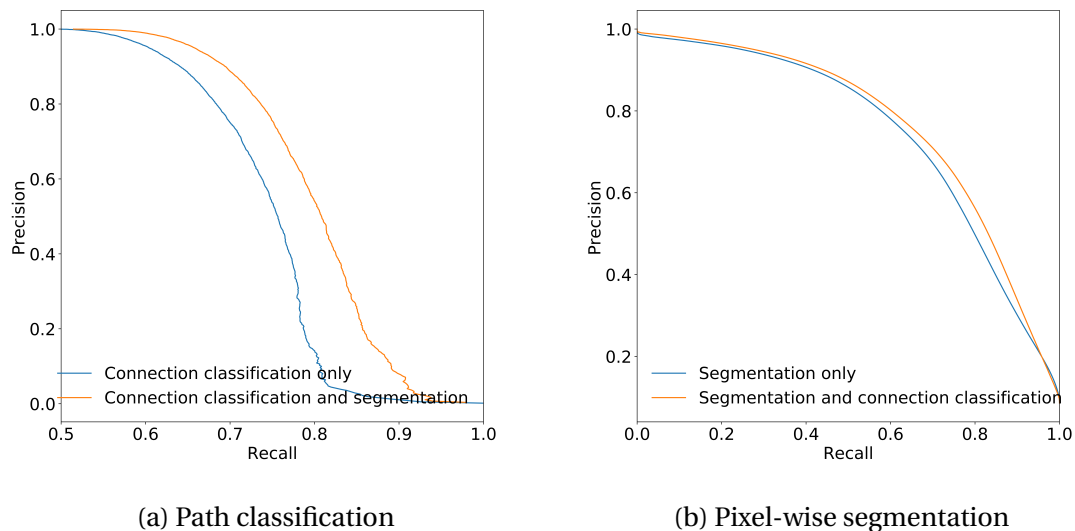 1.0
0.8
0.6
0.4
0.2
0.0
Precision
Connection classification only
Connection classification and segmentation
0.5 0.6 0.7 0.8 0.9 1.0
Recall
(a) Path classification
1.0
0.8
0.6
0.4
0.2
Precision
Segmentation only
Segmentation and connection classification
0.0 0.2 0.4 0.6 0.8 1.0
Recall
(b) Pixel-wise segmentation